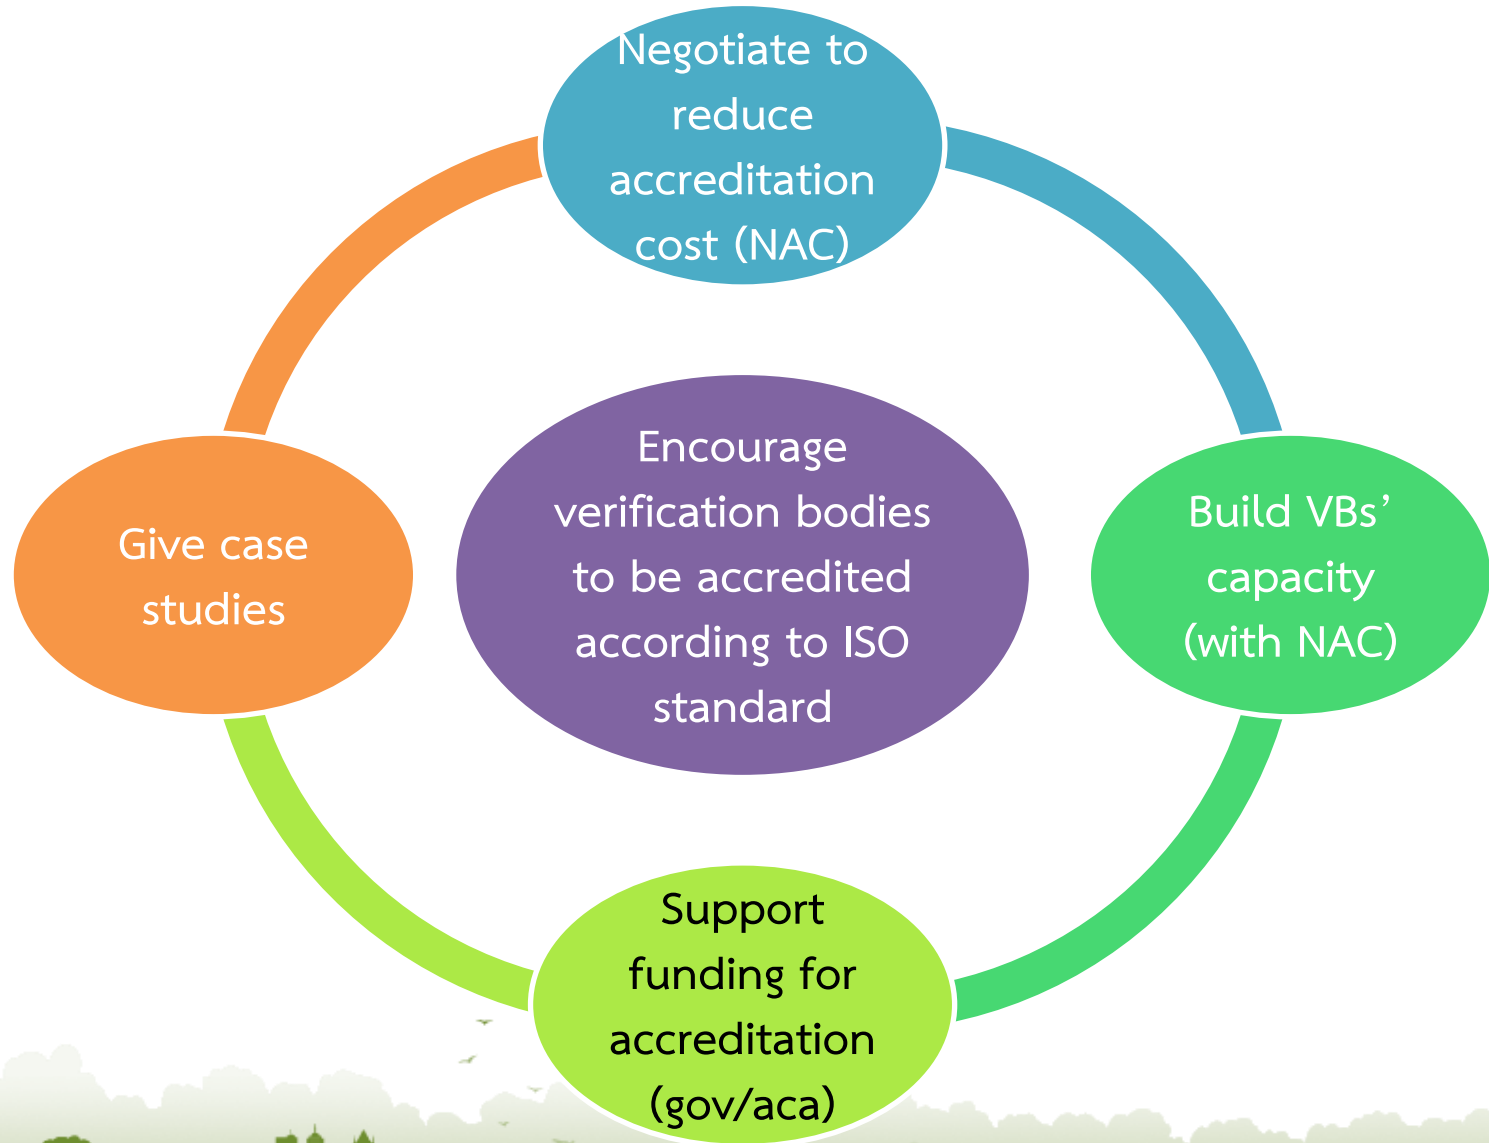 Negotiate to
reduce
accreditation
cost (NAC)
Encourage
verification bodies
to be accredited
according to ISO
standard
Give case
studies
Build VBs’
capacity
(with NAC)
Support
funding for
accreditation
(gov/aca)